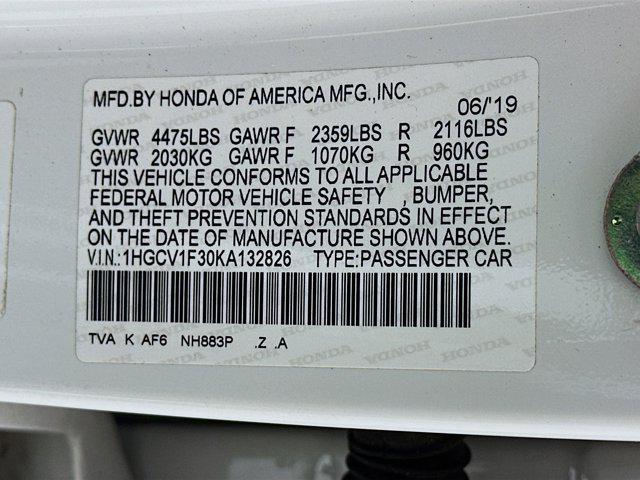 MFD.BY HONDA OF AMERICA MFG.,INC. 06/'19
GVWR 4475LBS GAWR F 2359LBS R 2116LBS
GVWR 2030KG GAWR F 1070KG R 960KG
THIS VEHICLE CONFORMS TO ALL APPLICABLE
FEDERAL MOTOR VEHICLE SAFETY , BUMPER,
AND THEFT PREVENTION STANDARDS IN EFFECT
ON THE DATE OF MANUFACTURE SHOWN ABOVE.
V.I.N.:1HGCV1F30KA132826 TYPE:PASSENGER CAR
TVA K AF6 NH883P .Z .A